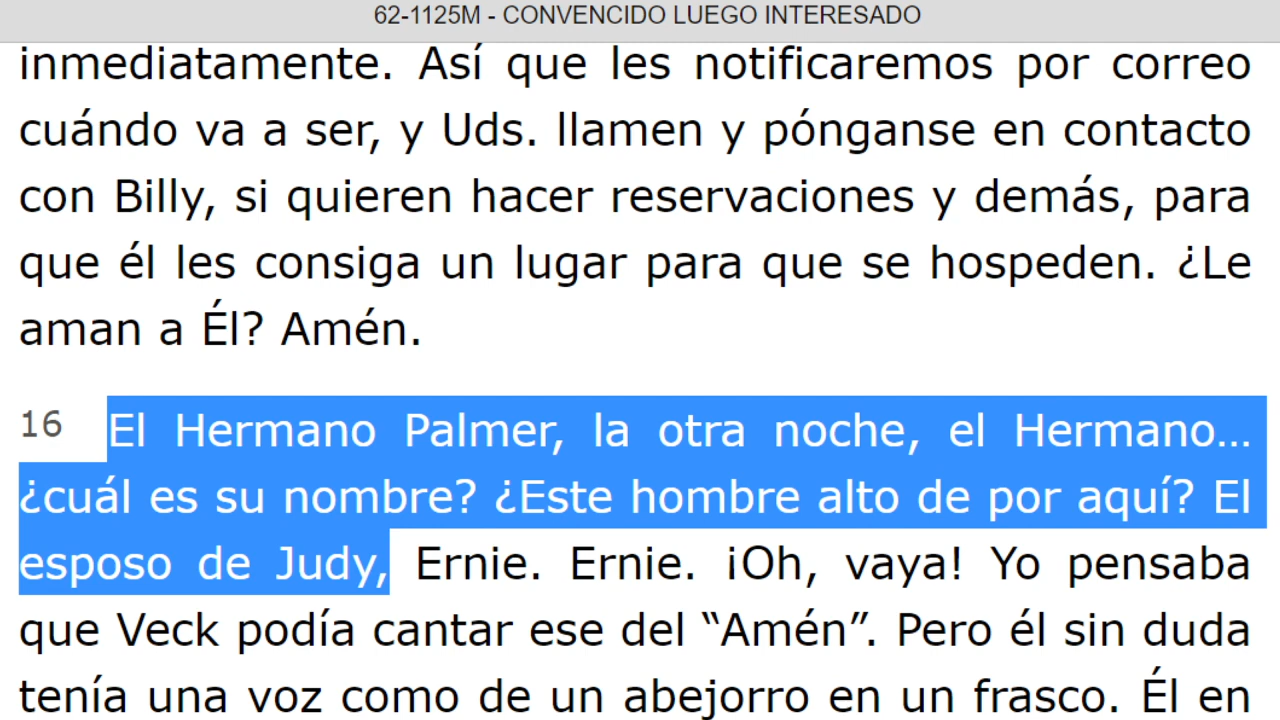 62-1125M - CONVENCIDO LUEGO INTERESADO
inmediatamente. Así que les notificaremos por correo
cuándo va a ser, y Uds. llamen y pónganse en contacto
con Billy, si quieren hacer reservaciones y demás, para
que él les consiga un lugar para que se hospeden. ¿Le
aman a Él? Amén.
16 El Hermano Palmer, la otra noche, el Hermano…
¿cuál es su nombre? ¿Este hombre alto de por aquí? El
esposo de Judy, Ernie. Ernie. ¡Oh, vaya! Yo pensaba
que Veck podía cantar ese del “Amén”. Pero él sin duda
tenía una voz como de un abejorro en un frasco. Él en